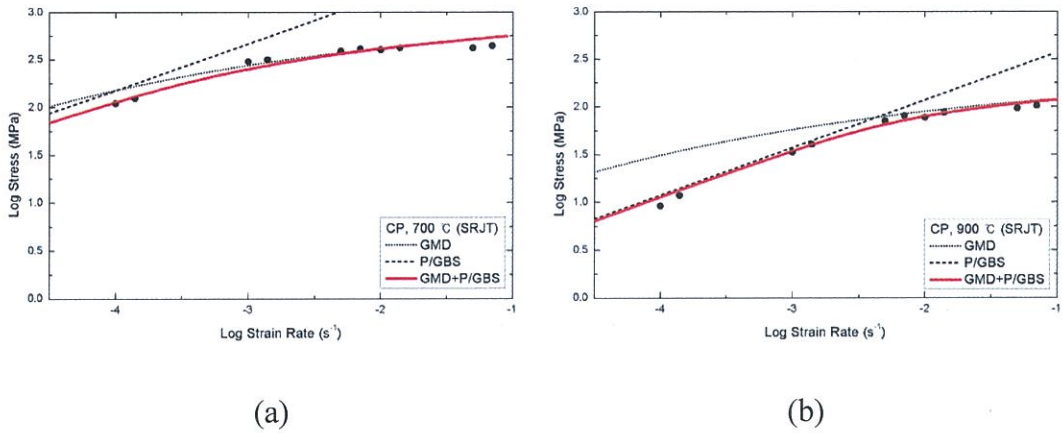 3.0
2.5
2.0
1.5
1.0
0.5
0.0
Log Stress (MPa)
CP, 700 ℃ (SRJT)
GMD
P/GBS
GMD+P/GBS
-4
-3
-2
-1
Log Strain Rate (s⁻¹)
(a)
3.0
2.5
2.0
1.5
1.0
0.5
0.0
Log Stress (MPa)
CP, 900 ℃ (SRJT)
GMD
P/GBS
GMD+P/GBS
-4
-3
-2
-1
Log Strain Rate (s⁻¹)
(b)